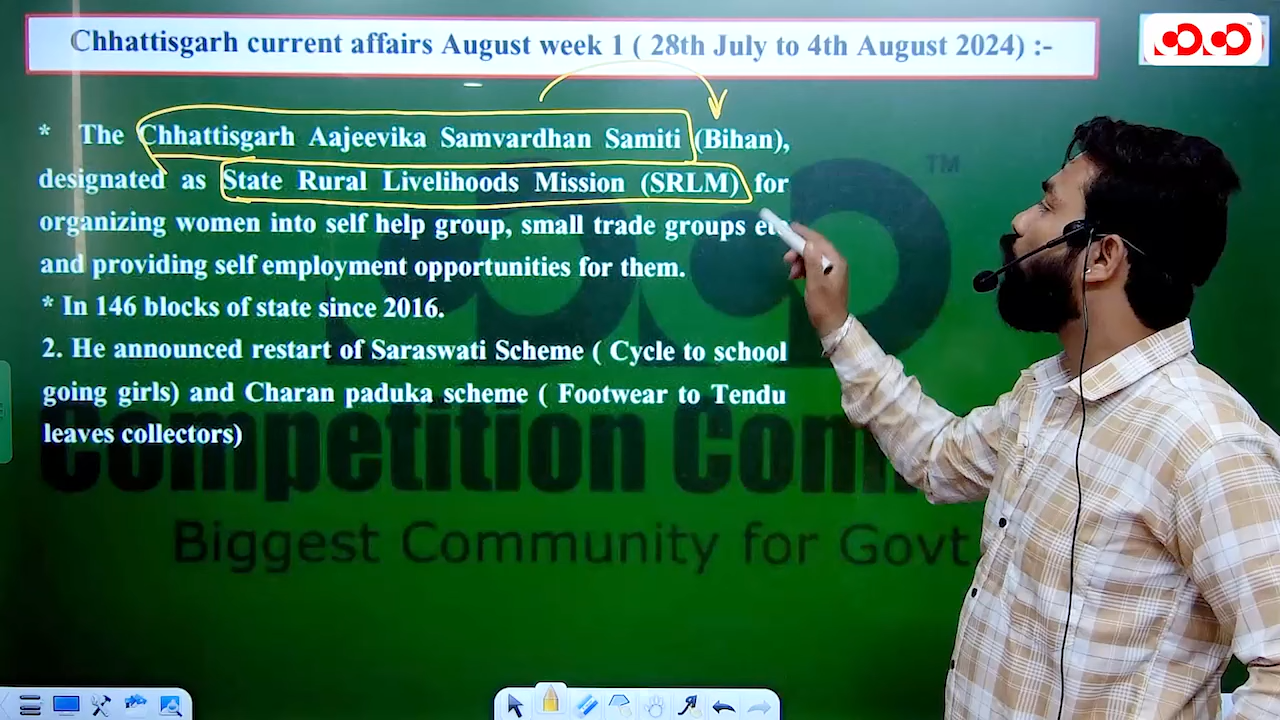 Chhattisgarh current affairs August week 1 ( 28th July to 4th August 2024) :-
* The Chhattisgarh Aajeevika Samvardhan Samiti (Bihan),
designated as State Rural Livelihoods Mission (SRLM) for
organizing women into self help group, small trade groups
and providing self employment opportunities for them.
* In 146 blocks of state since 2016.
2. He announced restart of Saraswati Scheme ( Cycle to school
going girls) and Charan paduka scheme ( Footwear to Tendu
leaves collectors)
TM
Competition
Biggest Community for Govt